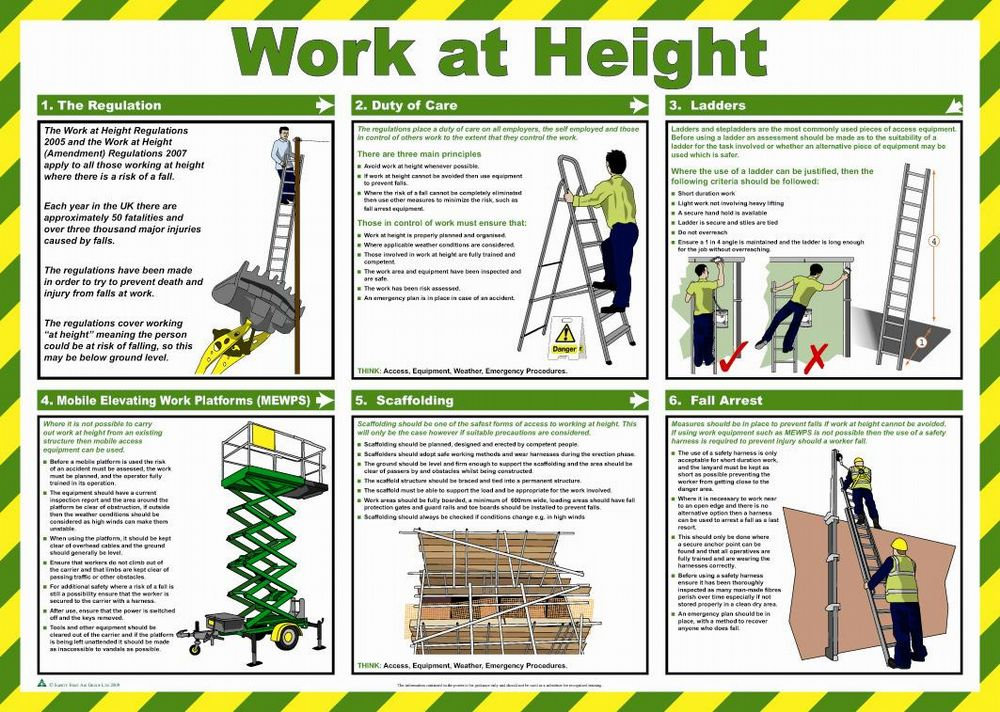 Work at Height
1. The Regulation
The Work at Height Regulations
2005 and the Work at Height
(Amendment) Regulations 2007
apply to all those working at height
where there is a risk of a fall.
Each year in the UK there are
approximately 50 fatalities and
over three thousand major injuries
caused by falls.
The regulations have been made
in order to try to prevent death and
injury from falls at work.
The regulations cover working
“at height” meaning the person
could be at risk of falling, so this
may be below ground level.
2. Duty of Care
The regulations place a duty of care on all employers, the self employed and those
in control of others work to the extent that they control the work.
There are three main principles
Avoid work at height whenever possible.
If work at height cannot be avoided then use equipment
to prevent falls.
Where the risk of a fall cannot be completely eliminated
then use other measures to minimize the risk, such as
fall arrest equipment.
Those in control of work must ensure that:
Work at height is properly planned and organised.
Where applicable weather conditions are considered.
Those involved in work at height are fully trained and
competent.
The work area and equipment have been inspected and
are safe.
The work has been risk assessed.
An emergency plan is in place in case of an accident.
Danger
THINK: Access, Equipment, Weather, Emergency Procedures.
3. Ladders
Ladders and stepladders are the most commonly used pieces of access equipment.
Before using a ladder an assessment should be made as to the suitability of a
ladder for the task involved or whether an alternative piece of equipment may be
used which is safer.
Where the use of a ladder can be justified, then the
following criteria should be followed:
Short duration work
Light work not involving heavy lifting
A secure hand hold is available
Ladder is secure and stiles are tied
Do not overreach
Ensure a 1 in 4 angle is maintained and the ladder is long enough
for the job without overreaching.
4
1
4. Mobile Elevating Work Platforms (MEWPS)
Where it is not possible to carry
out work at height from an existing
structure then mobile access
equipment can be used.
Before a mobile platform is used the risk
of an accident must be assessed, the work
must be planned, and the operator fully
trained in its operation.
The equipment should have a current
inspection report and the area around the
platform be clear of obstruction, if outside
then the weather conditions should be
considered as high winds can make them
unstable.
When using the platform, it should be kept
clear of overhead cables and the ground
should generally be level.
Ensure that workers do not climb out of
the carrier and that limbs are kept clear of
passing traffic or other obstacles.
For additional safety where a risk of a fall is
still a possibility ensure that the worker is
secured to the carrier with a harness.
After use, ensure that the power is switched
off and the keys removed.
Tools and other equipment should be
cleared out of the carrier and if the platform
is being left unattended it should be made
as inaccessible to vandals as possible.
5. Scaffolding
Scaffolding should be one of the safest forms of access to working at height. This
will only be the case however if suitable precautions are considered.
Scaffolding should be planned, designed and erected by competent people.
Scaffolders should adopt safe working methods and wear harnesses during the erection phase.
The ground should be level and firm enough to support the scaffolding and the area should be
clear of passers by and obstacles whilst being constructed.
The scaffold structure should be braced and tied into a permanent structure.
The scaffold must be able to support the load and be appropriate for the work involved.
Work areas should be fully boarded, a minimum of 600mm wide, loading areas should have fall
protection gates and guard rails and toe boards should be installed to prevent falls.
Scaffolding should always be checked if conditions change e.g. in high winds
THINK: Access, Equipment, Weather, Emergency Procedures.
6. Fall Arrest
Measures should be in place to prevent falls if work at height cannot be avoided.
If using work equipment such as MEWPS is not possible then the use of a safety
harness is required to prevent injury should a worker fall.
The use of a safety harness is only
acceptable for short duration work,
and the lanyard must be kept as
short as possible preventing the
worker from getting close to the
danger area.
Where it is necessary to work near
to an open edge and there is no
alternative option then a harness
can be used to arrest a fall as a last
resort.
This should only be done where
a secure anchor point can be
found and that all operatives are
fully trained and are wearing the
harnesses correctly.
Before using a safety harness
ensure it has been thoroughly
inspected as many man-made fibres
perish over time especially if not
stored properly in a clean dry area.
An emergency plan should be in
place, with a method to recover
anyone who does fall.
© Safety First Aid Group Ltd 2009
The information contained in the poster is for guidance only and should not be used as a substitute for recognised training.